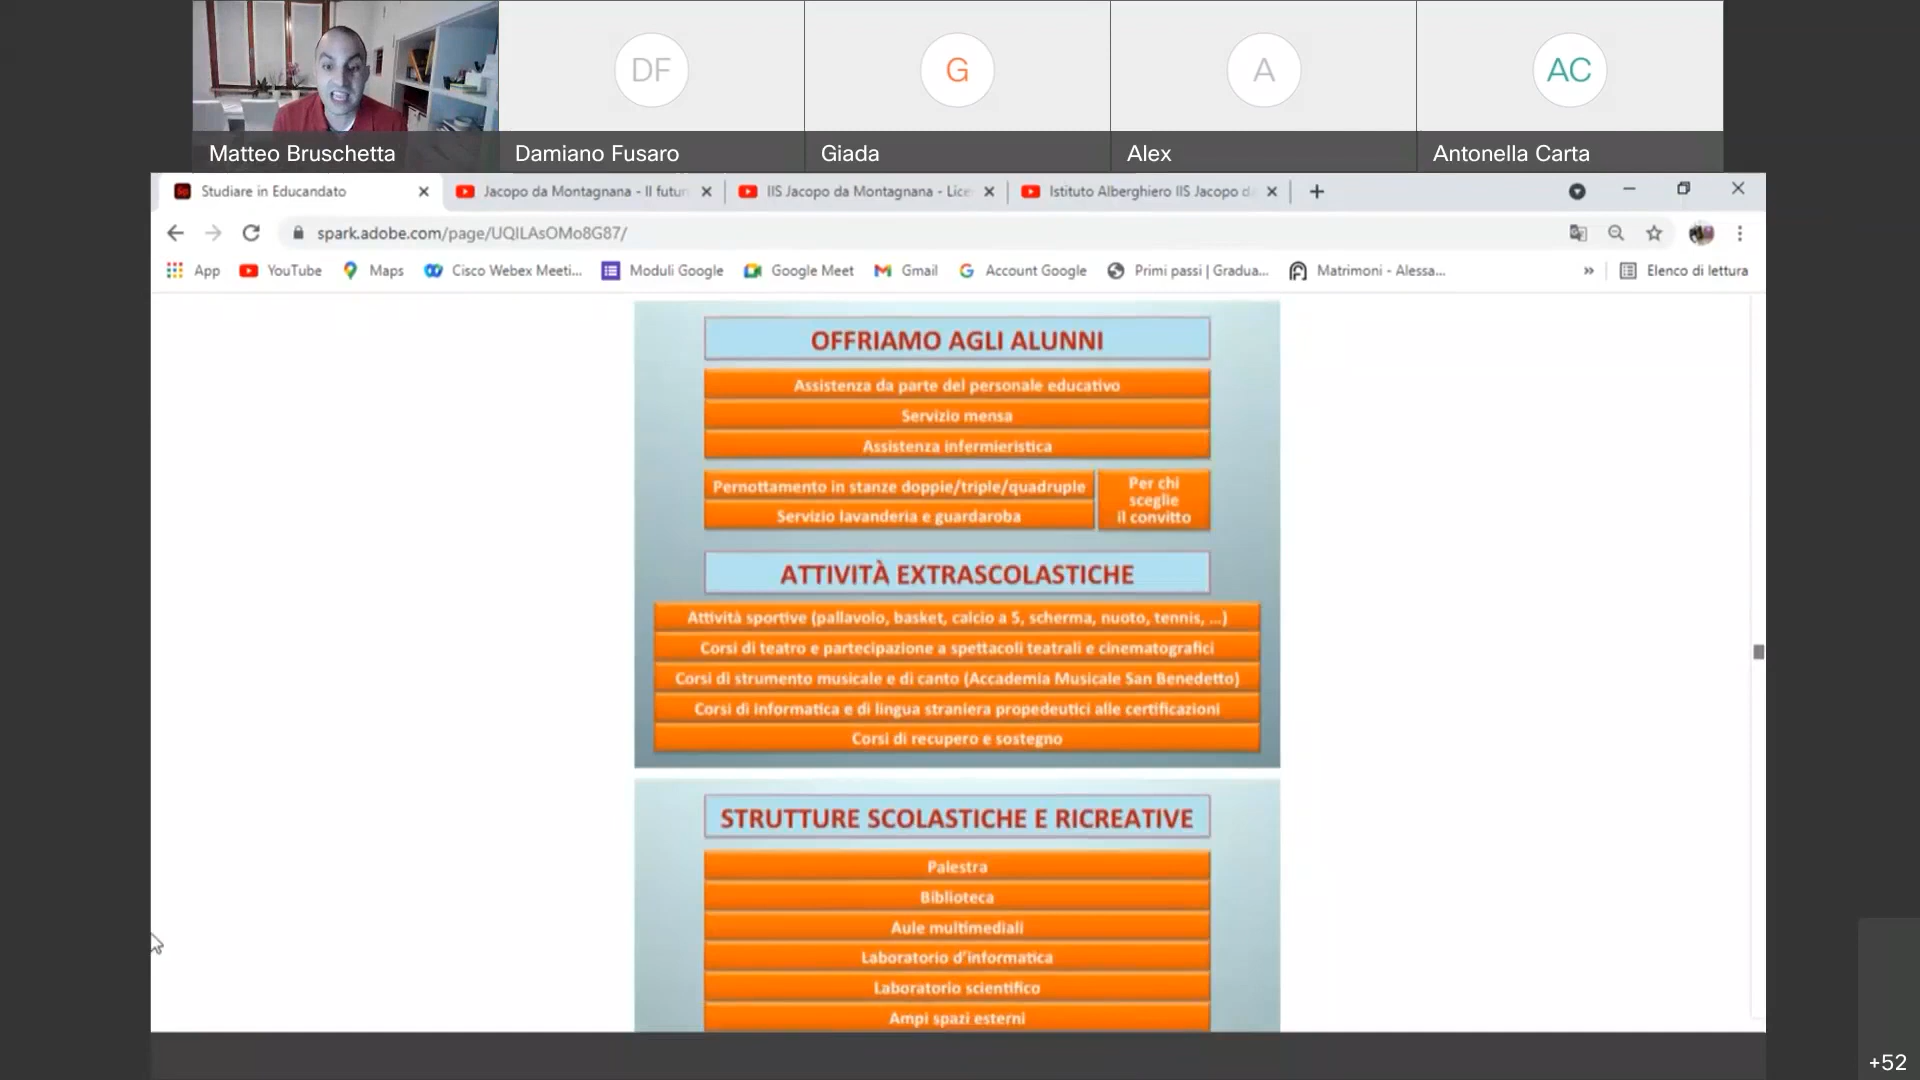 DF
G
A
AC
Matteo Bruschetta
Damiano Fusaro
Giada
Alex
Antonella Carta
Studiare in Educandato
Jacopo da Montagnana - Il futur
IIS Jacopo da Montagnana - Lice
Istituto Alberghiero IIS Jacopo d
spark.adobe.com/page/UQILAsOMo8G87/
App
YouTube
Maps
Cisco Webex Meeti...
Moduli Google
Google Meet
Gmail
Account Google
Primi passi | Gradua...
Matrimoni - Alessa...
»
Elenco di lettura
OFFRIAMO AGLI ALUNNI
Assistenza da parte del personale educativo
Servizio mensa
Assistenza infermieristica
Pernottamento in stanze doppie/triple/quadruple
Servizio lavanderia e guardaroba
Per chi
sceglie
il convitto
ATTIVITÀ EXTRASCOLASTICHE
Attività sportive (pallavolo, basket, calcio a 5, scherma, nuoto, tennis, ...)
Corsi di teatro e partecipazione a spettacoli teatrali e cinematografici
Corsi di strumento musicale e di canto (Accademia Musicale San Benedetto)
Corsi di informatica e di lingua straniera propedeutici alle certificazioni
Corsi di recupero e sostegno
STRUTTURE SCOLASTICHE E RICREATIVE
Palestra
Biblioteca
Aule multimediali
Laboratorio d'informatica
Laboratorio scientifico
Ampi spazi esterni
+52